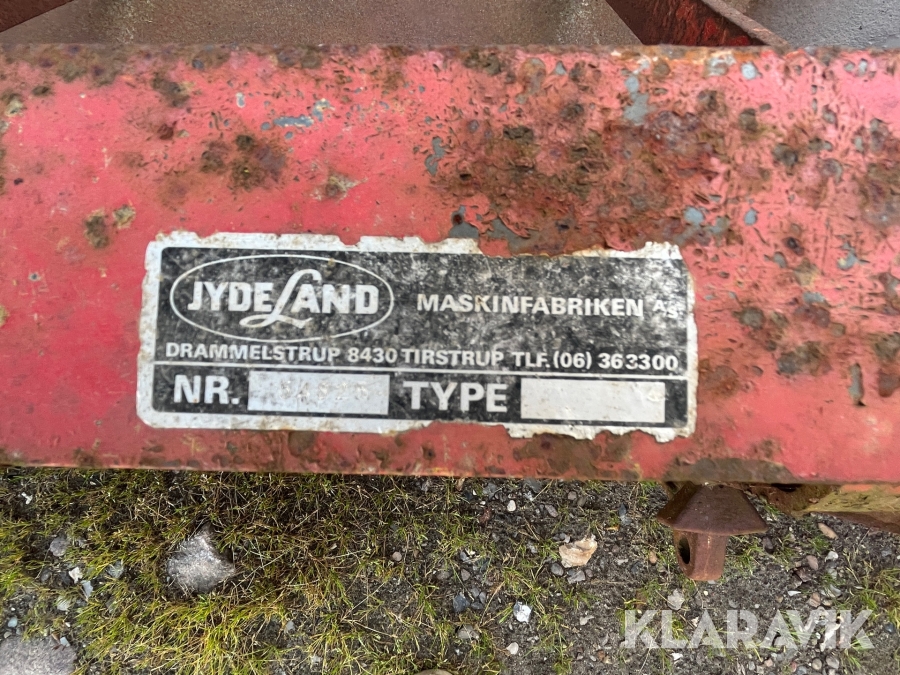 JYDELAND MASKINFABRIKEN A/S
DRAMMELSTRUP 8430 TIRSTRUP TLF. (06) 363300
NR. TYPE
KLARAVIK